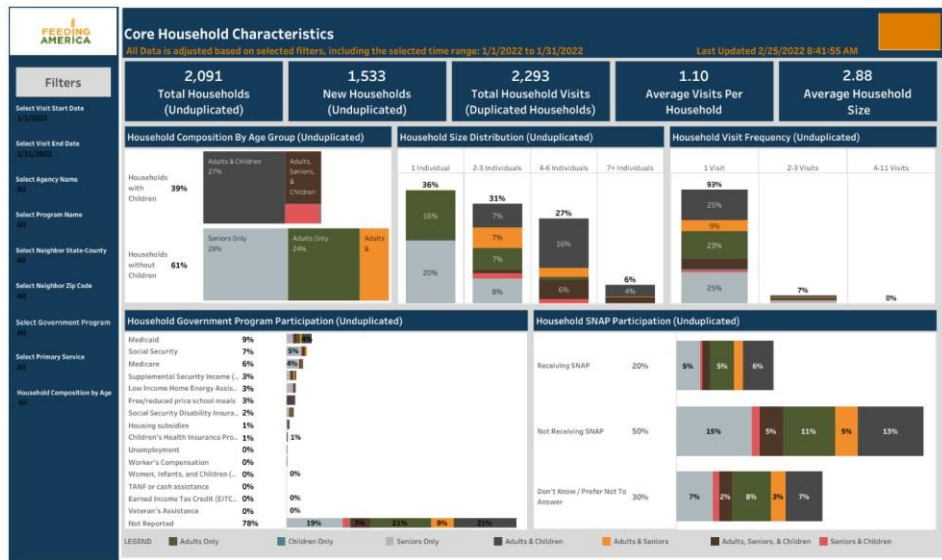 FEEDING
AMERICA
Core Household Characteristics
All Data is adjusted based on selected filters, including the selected time range: 1/1/2022 to 1/31/2022
Last Updated 2/25/2022 8:41:55 AM
Filters
Select Visit Start Date
1/1/2022
Select Visit End Date
1/31/2022
Select Agency Name
All
Select Program Name
All
Select Neighbor State-County
All
Select Neighbor Zip Code
All
Select Government Program
All
Select Primary Service
All
Household Composition by Age
All
2,091
Total Households
(Unduplicated)
1,533
New Households
(Unduplicated)
2,293
Total Household Visits
(Duplicated Households)
1.10
Average Visits Per
Household
2.88
Average Household
Size
Household Composition By Age Group (Unduplicated)
Households
with
Children
39%
Adults & Children
27%
Adults,
Seniors,
&
Children
Households
without
Children
61%
Seniors Only
28%
Adults Only
24%
Adults
&
Household Size Distribution (Unduplicated)
1 Individual
2-3 Individuals
4-6 Individuals
7+ Individuals
36%
16%
20%
31%
7%
7%
7%
8%
27%
16%
6%
6%
4%
Household Visit Frequency (Unduplicated)
1 Visit
2-3 Visits
4-11 Visits
93%
25%
9%
23%
25%
7%
0%
Household Government Program Participation (Unduplicated)
Medicaid 9% 4%
Social Security 7% 5%
Medicare 6% 4%
Supplemental Security Income (.. 3%
Low Income Home Energy Assis.. 3%
Free/reduced price school meals 3%
Social Security Disability Insura.. 2%
Housing subsidies 1%
Children's Health Insurance Pro.. 1% 1%
Unemployment 0%
Worker's Compensation 0%
Women, Infants, and Children (.. 0% 0%
TANF or cash assistance 0%
Earned Income Tax Credit (EITC.. 0% 0%
Veteran's Assistance 0% 0%
Not Reported 78% 19% 7% 21% 8% 21%
Household SNAP Participation (Unduplicated)
Receiving SNAP 20% 5% 5% 6%
Not Receiving SNAP 50% 15% 5% 11% 5% 13%
Don't Know / Prefer Not To
Answer
30% 7% 2% 8% 3% 7%
LEGEND Adults Only Children Only Seniors Only Adults & Children Adults & Seniors Adults, Seniors, & Children Seniors & Children